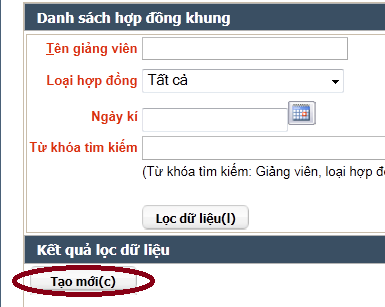 Danh sách hợp đồng khung
Tên giảng viên
Loại hợp đồng Tất cả
Ngày kí
Từ khóa tìm kiếm
(Từ khóa tìm kiếm: Giảng viên, loại hợp
Lọc dữ liệu(l)
Kết quả lọc dữ liệu
Tạo mới(c)